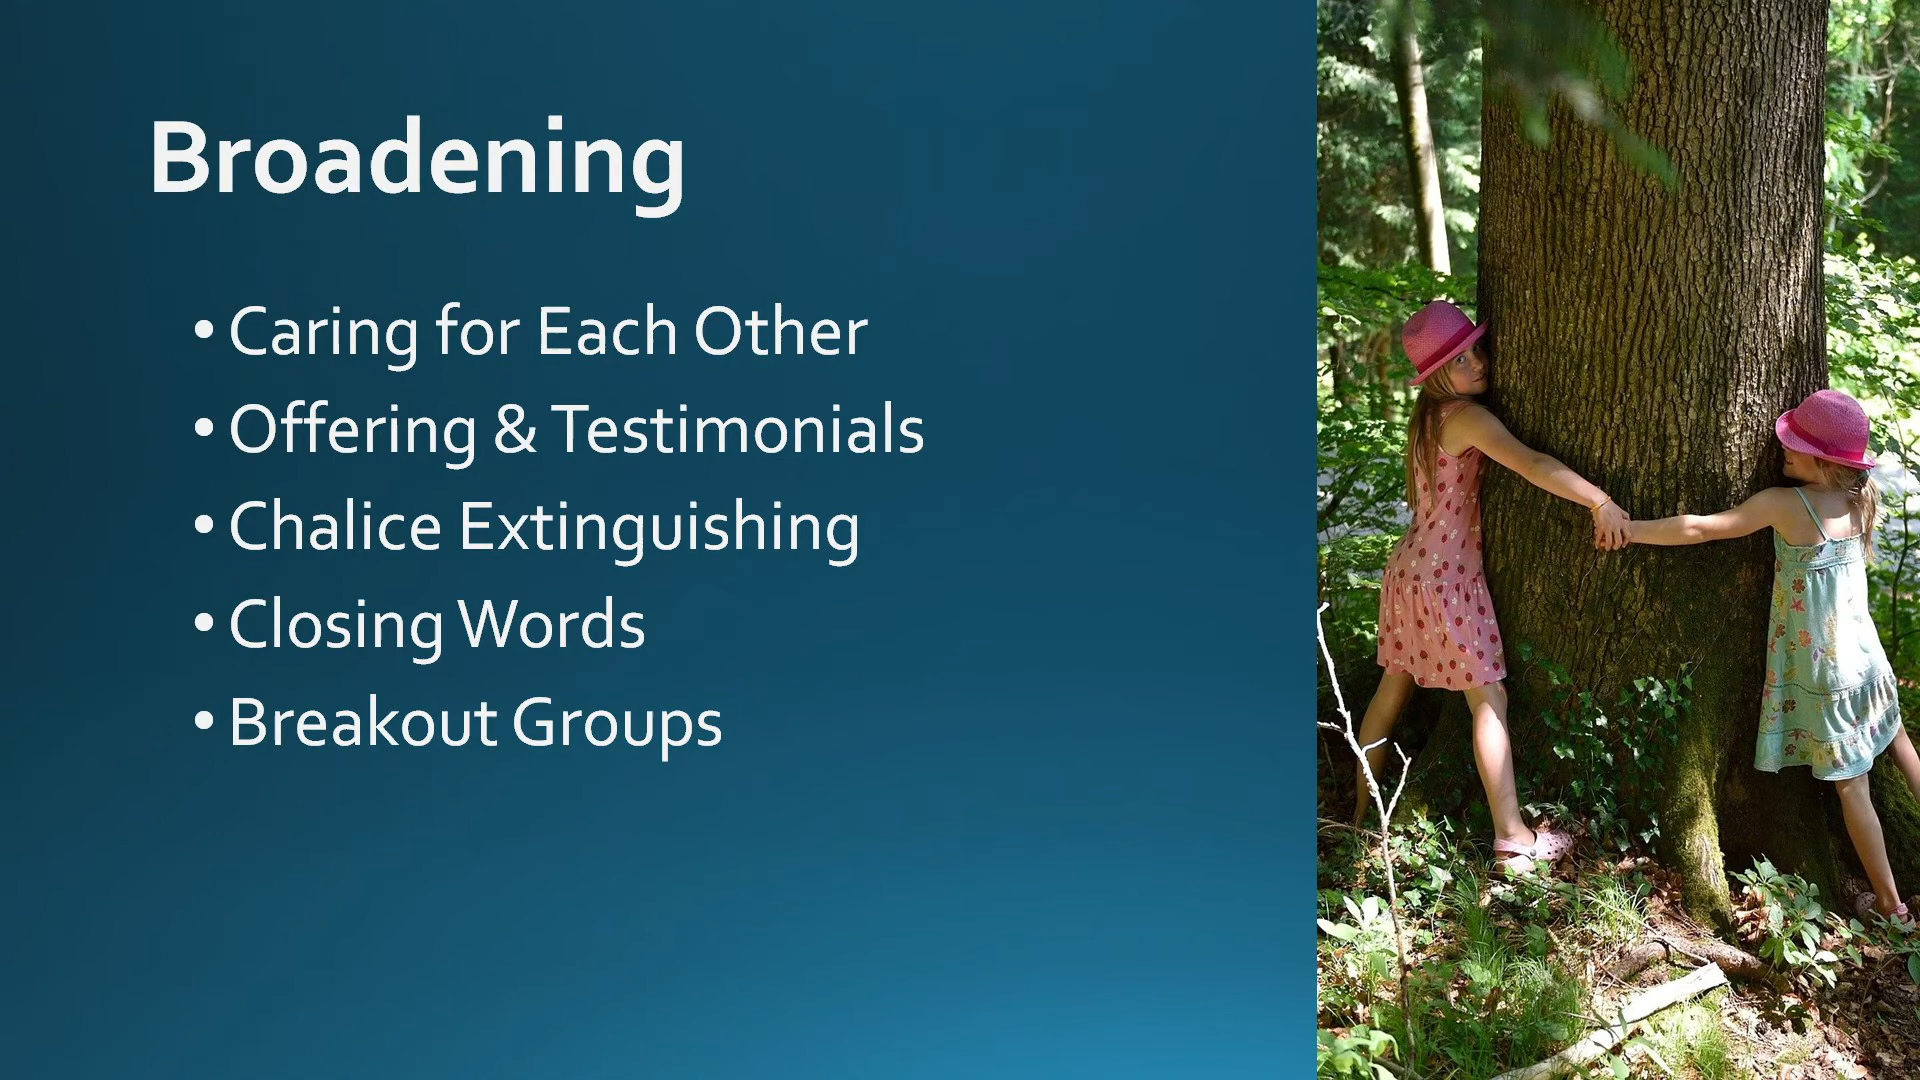 Broadening
• Caring for Each Other
• Offering & Testimonials
• Chalice Extinguishing
• Closing Words
• Breakout Groups